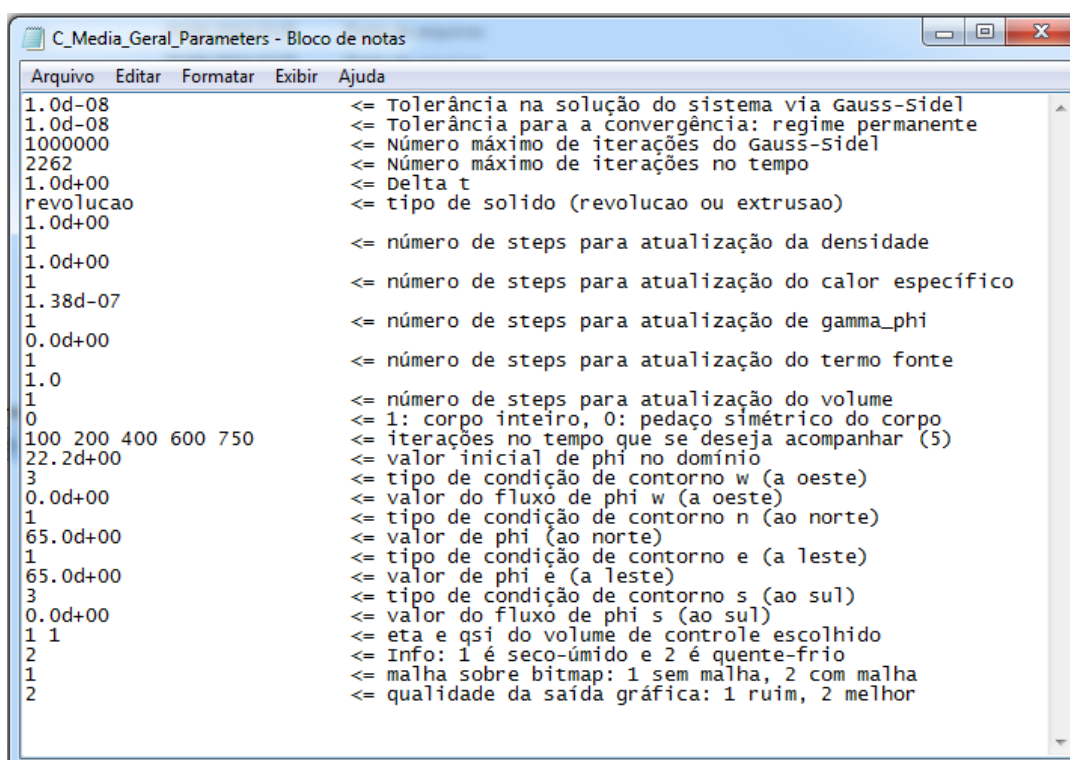 C_Media_Geral_Parameters - Bloco de notas
Arquivo Editar Formatar Exibir Ajuda
1.0d-08 <= Tolerância na solução do sistema via Gauss-Sidel
1.0d-08 <= Tolerância para a convergência: regime permanente
1000000 <= Número máximo de iterações do Gauss-Sidel
2262 <= Número máximo de iterações no tempo
1.0d+00 <= Delta t
revolucao <= tipo de solido (revolucao ou extrusao)
1.0d+00
1 <= número de steps para atualização da densidade
1.0d+00
1 <= número de steps para atualização do calor específico
1.38d-07
1 <= número de steps para atualização de gamma_phi
0.0d+00
1 <= número de steps para atualização do termo fonte
1.0
1 <= número de steps para atualização do volume
0 <= 1: corpo inteiro, 0: pedaço simétrico do corpo
100 200 400 600 750 <= iterações no tempo que se deseja acompanhar (5)
22.2d+00 <= valor inicial de phi no domínio
3 <= tipo de condição de contorno w (a oeste)
0.0d+00 <= valor do fluxo de phi w (a oeste)
1 <= tipo de condição de contorno n (ao norte)
65.0d+00 <= valor de phi (ao norte)
1 <= tipo de condição de contorno e (a leste)
65.0d+00 <= valor de phi e (a leste)
3 <= tipo de condição de contorno s (ao sul)
0.0d+00 <= valor do fluxo de phi s (ao sul)
1 1 <= eta e qsi do volume de controle escolhido
2 <= Info: 1 é seco-úmido e 2 é quente-frio
1 <= malha sobre bitmap: 1 sem malha, 2 com malha
2 <= qualidade da saída gráfica: 1 ruim, 2 melhor